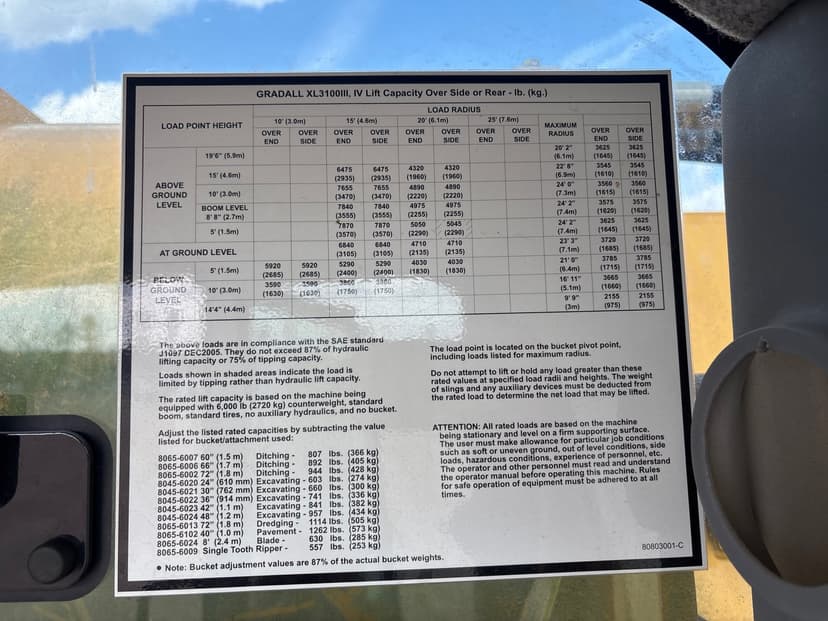 GRADALL XL3100III, IV Lift Capacity Over Side or Rear - lb. (kg.)
LOAD POINT HEIGHT
LOAD RADIUS
10' (3.0m) 15' (4.6m) 20' (6.1m) 25' (7.6m) MAXIMUM RADIUS
OVER END OVER SIDE OVER END OVER SIDE OVER END OVER SIDE OVER END OVER SIDE OVER END OVER SIDE
ABOVE GROUND LEVEL
19'6" (5.9m) 20' 2" (6.1m) 3625 (1645) 3625 (1645)
15' (4.6m) 6475 (2935) 6475 (2935) 4320 (1960) 4320 (1960) 22' 8" (6.9m) 3545 (1610) 3545 (1610)
10' (3.0m) 7655 (3470) 7655 (3470) 4890 (2220) 4890 (2220) 24' 0" (7.3m) 3560 (1615) 3560 (1615)
BOOM LEVEL 8' 8" (2.7m) 7840 (3555) 7840 (3555) 4975 (2255) 4975 (2255) 24' 2" (7.4m) 3575 (1620) 3575 (1620)
5' (1.5m) 7870 (3570) 7870 (3570) 5050 (2290) 5045 (2290) 24' 2" (7.4m) 3625 (1645) 3625 (1645)
AT GROUND LEVEL 6840 (3105) 6840 (3105) 4710 (2135) 4710 (2135) 23' 3" (7.1m) 3720 (1685) 3720 (1685)
BELOW GROUND LEVEL
5' (1.5m) 5920 (2685) 5920 (2685) 5290 (2400) 5290 (2400) 4030 (1830) 4030 (1830) 21' 0" (6.4m) 3785 (1715) 3785 (1715)
10' (3.0m) 3590 (1630) 3590 (1630) 3860 (1750) (1750) 16' 11" (5.1m) 3665 (1660) 3665 (1660)
14'4" (4.4m) 9' 9" (3m) 2155 (975) 2155 (975)
The above loads are in compliance with the SAE standard
J1097 DEC2005. They do not exceed 87% of hydraulic
lifting capacity or 75% of tipping capacity.
Loads shown in shaded areas indicate the load is
limited by tipping rather than hydraulic lift capacity.
The rated lift capacity is based on the machine being
equipped with 6,000 lb (2720 kg) counterweight, standard
boom, standard tires, no auxiliary hydraulics, and no bucket.
Adjust the listed rated capacities by subtracting the value
listed for bucket/attachment used:
8065-6007 60" (1.5 m) Ditching - 807 lbs. (366 kg)
8065-6006 66" (1.7 m) Ditching - 892 lbs. (405 kg)
8065-6002 72" (1.8 m) Ditching - 944 lbs. (428 kg)
8045-6020 24" (610 mm) Excavating - 603 lbs. (274 kg)
8045-6021 30" (762 mm) Excavating - 660 lbs. (300 kg)
8045-6022 36" (914 mm) Excavating - 741 lbs. (336 kg)
8045-6023 42" (1.1 m) Excavating - 841 lbs. (382 kg)
8045-6024 48" (1.2 m) Excavating - 957 lbs. (434 kg)
8065-6013 72" (1.8 m) Dredging - 1114 lbs. (505 kg)
8065-6102 40" (1.0 m) Pavement - 1262 lbs. (573 kg)
8065-6024 8' (2.4 m) Blade - 630 lbs. (285 kg)
8065-6009 Single Tooth Ripper - 557 lbs. (253 kg)
• Note: Bucket adjustment values are 87% of the actual bucket weights.
The load point is located on the bucket pivot point,
including loads listed for maximum radius.
Do not attempt to lift or hold any load greater than these
rated values at specified load radii and heights. The weight
of slings and any auxiliary devices must be deducted from
the rated load to determine the net load that may be lifted.
ATTENTION: All rated loads are based on the machine
being stationary and level on a firm supporting surface.
The user must make allowance for particular job conditions
such as soft or uneven ground, out of level conditions, side
loads, hazardous conditions, experience of personnel, etc.
The operator and other personnel must read and understand
the operator manual before operating this machine. Rules
for safe operation of equipment must be adhered to at all
times.
80803001-C